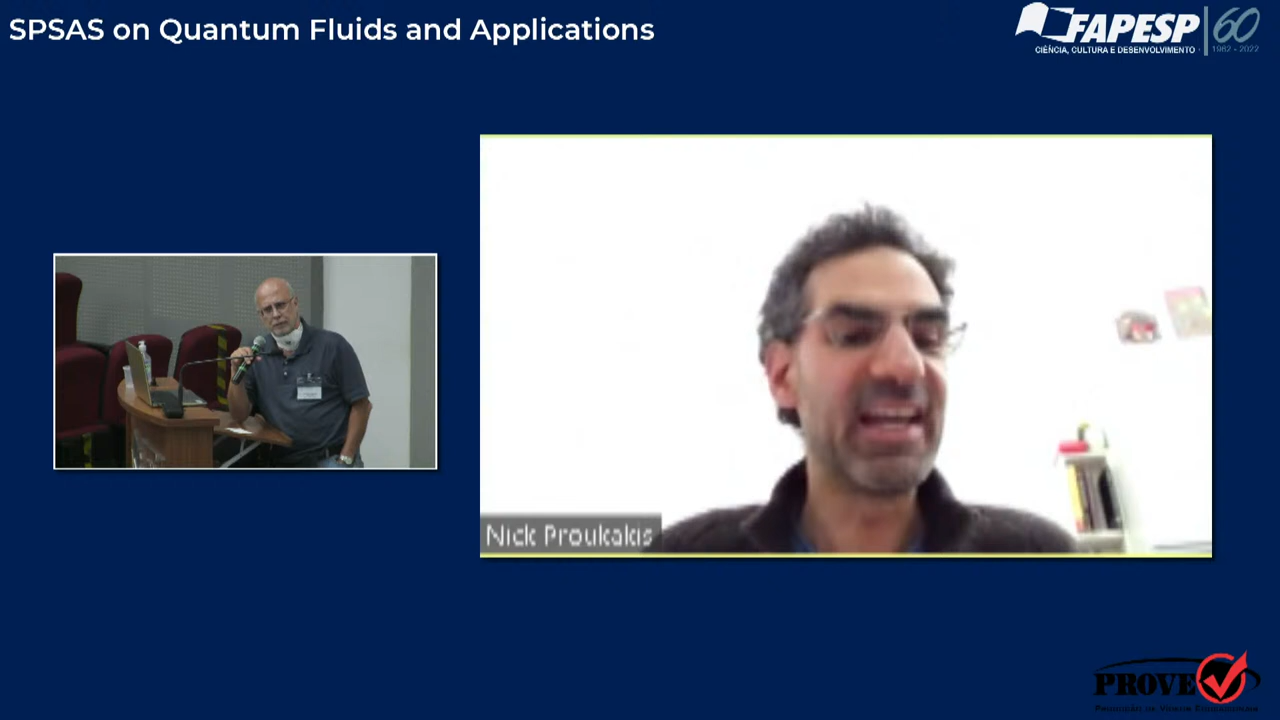 SPSAS on Quantum Fluids and Applications
FAPESP 60
CIÊNCIA, CULTURA E DESENVOLVIMENTO 1962 - 2022
Nick Proukakis
PROVE